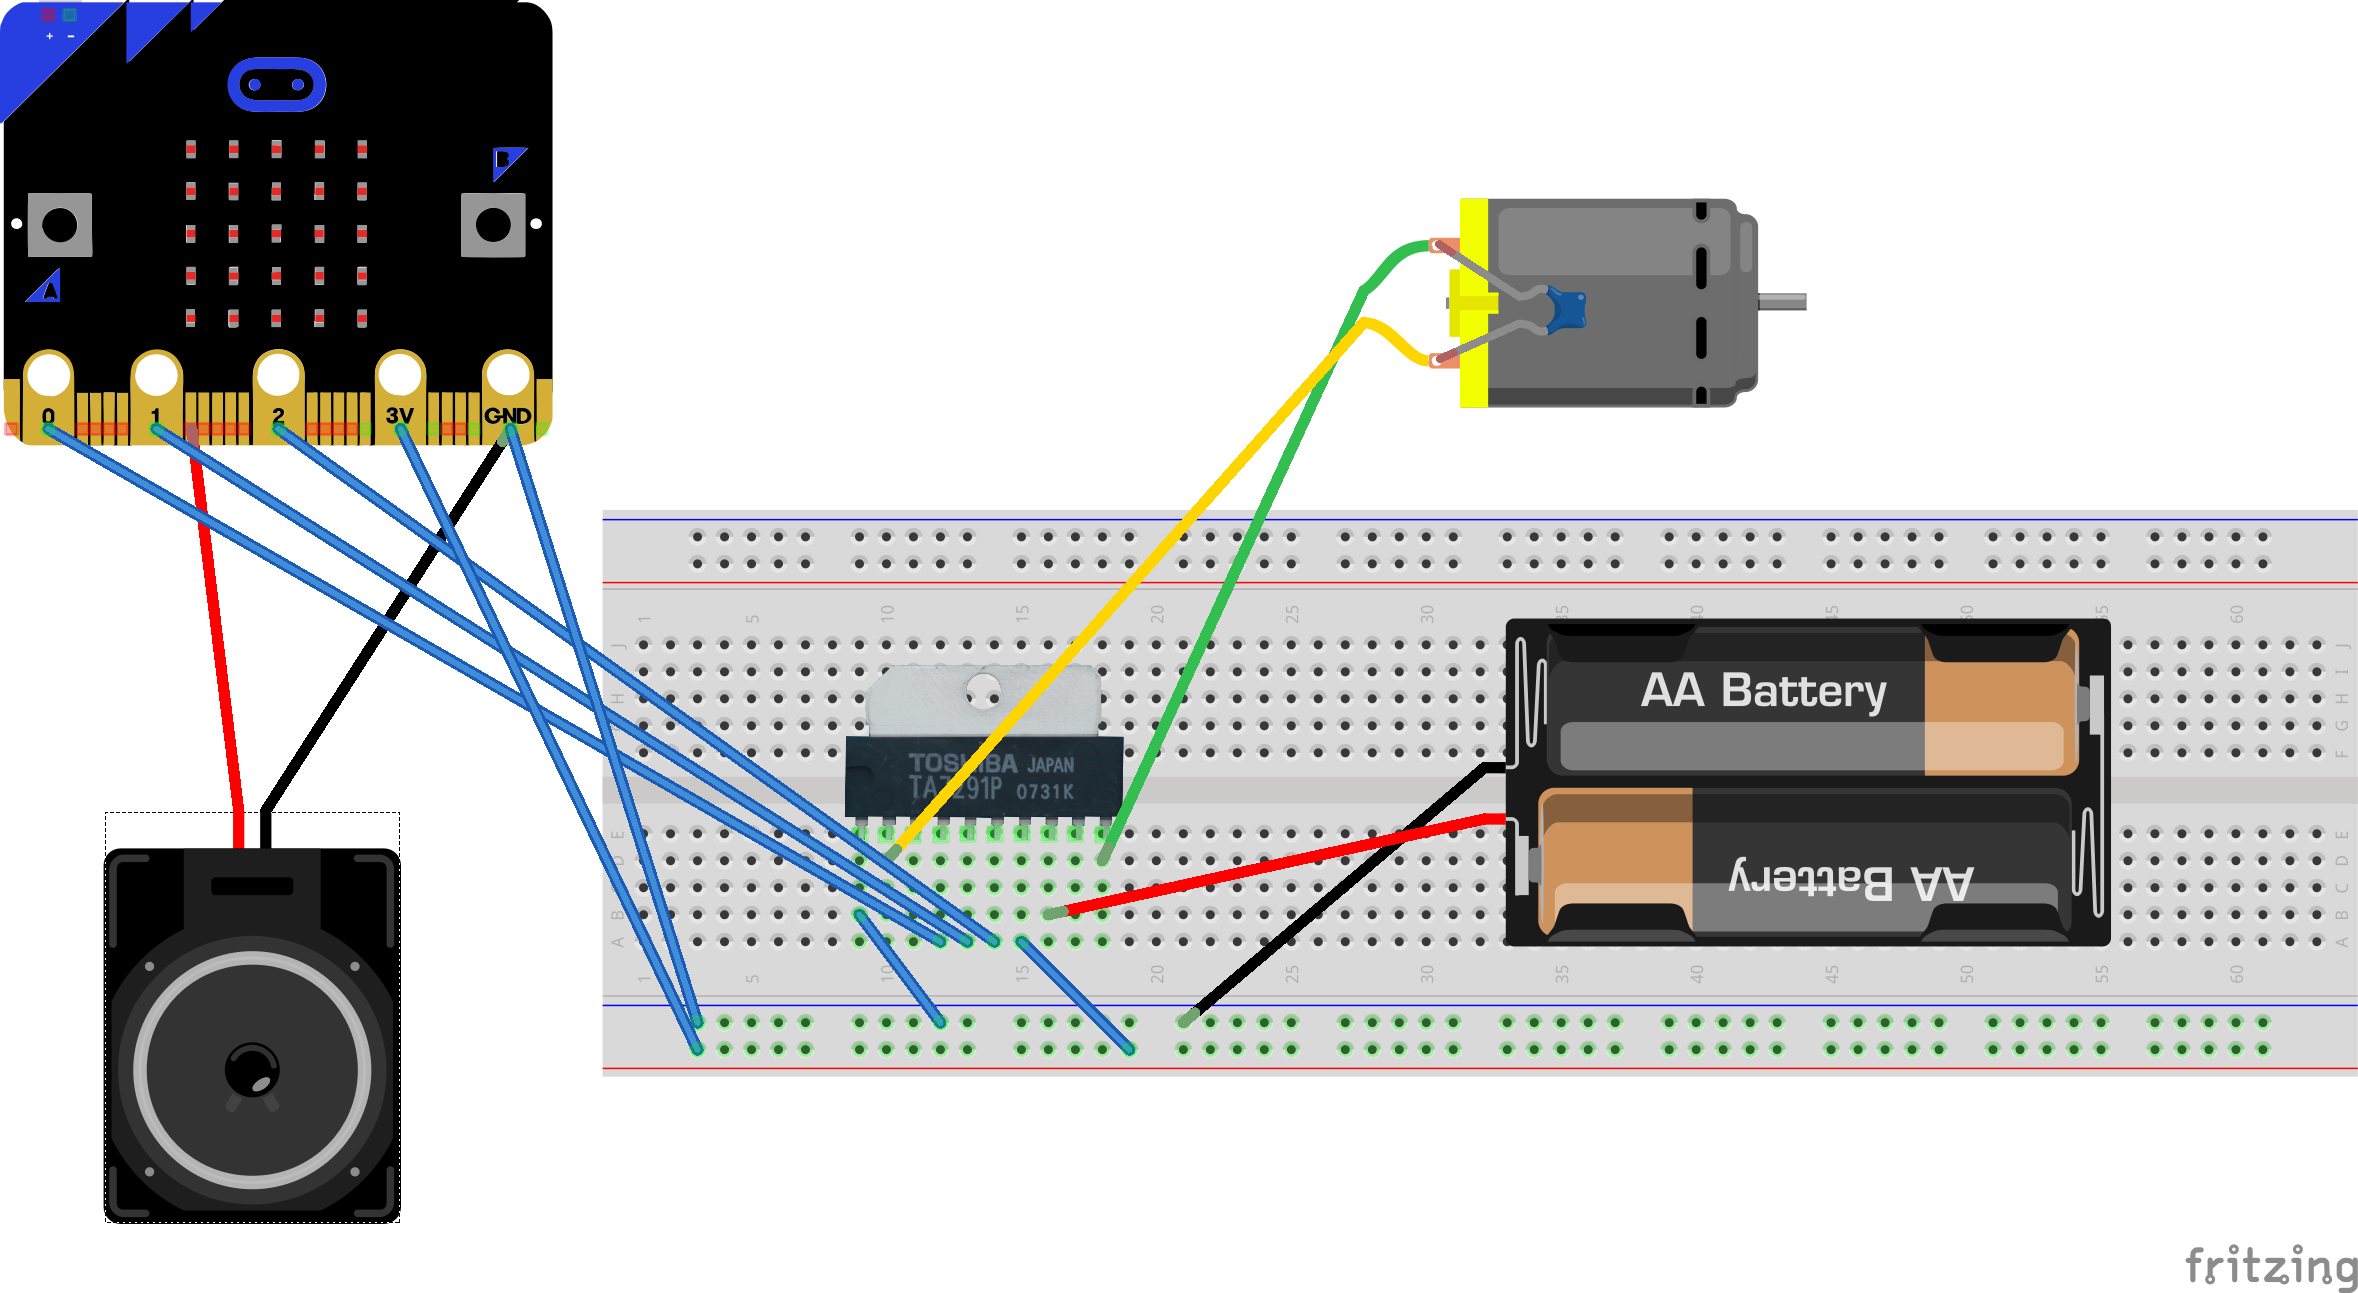 + −
B
A
0 1 2 3V GND
1 5 10 15 20 25 30 35 40 45 50 55 60
J J
I
H H
G
F
TOSHIBA JAPAN
TA7291P 0731K
AA Battery
AA Battery
E E
D D
C
B B
A A
1 5 10 15 20 25 30 35 40 45 50 55 60
fritzing